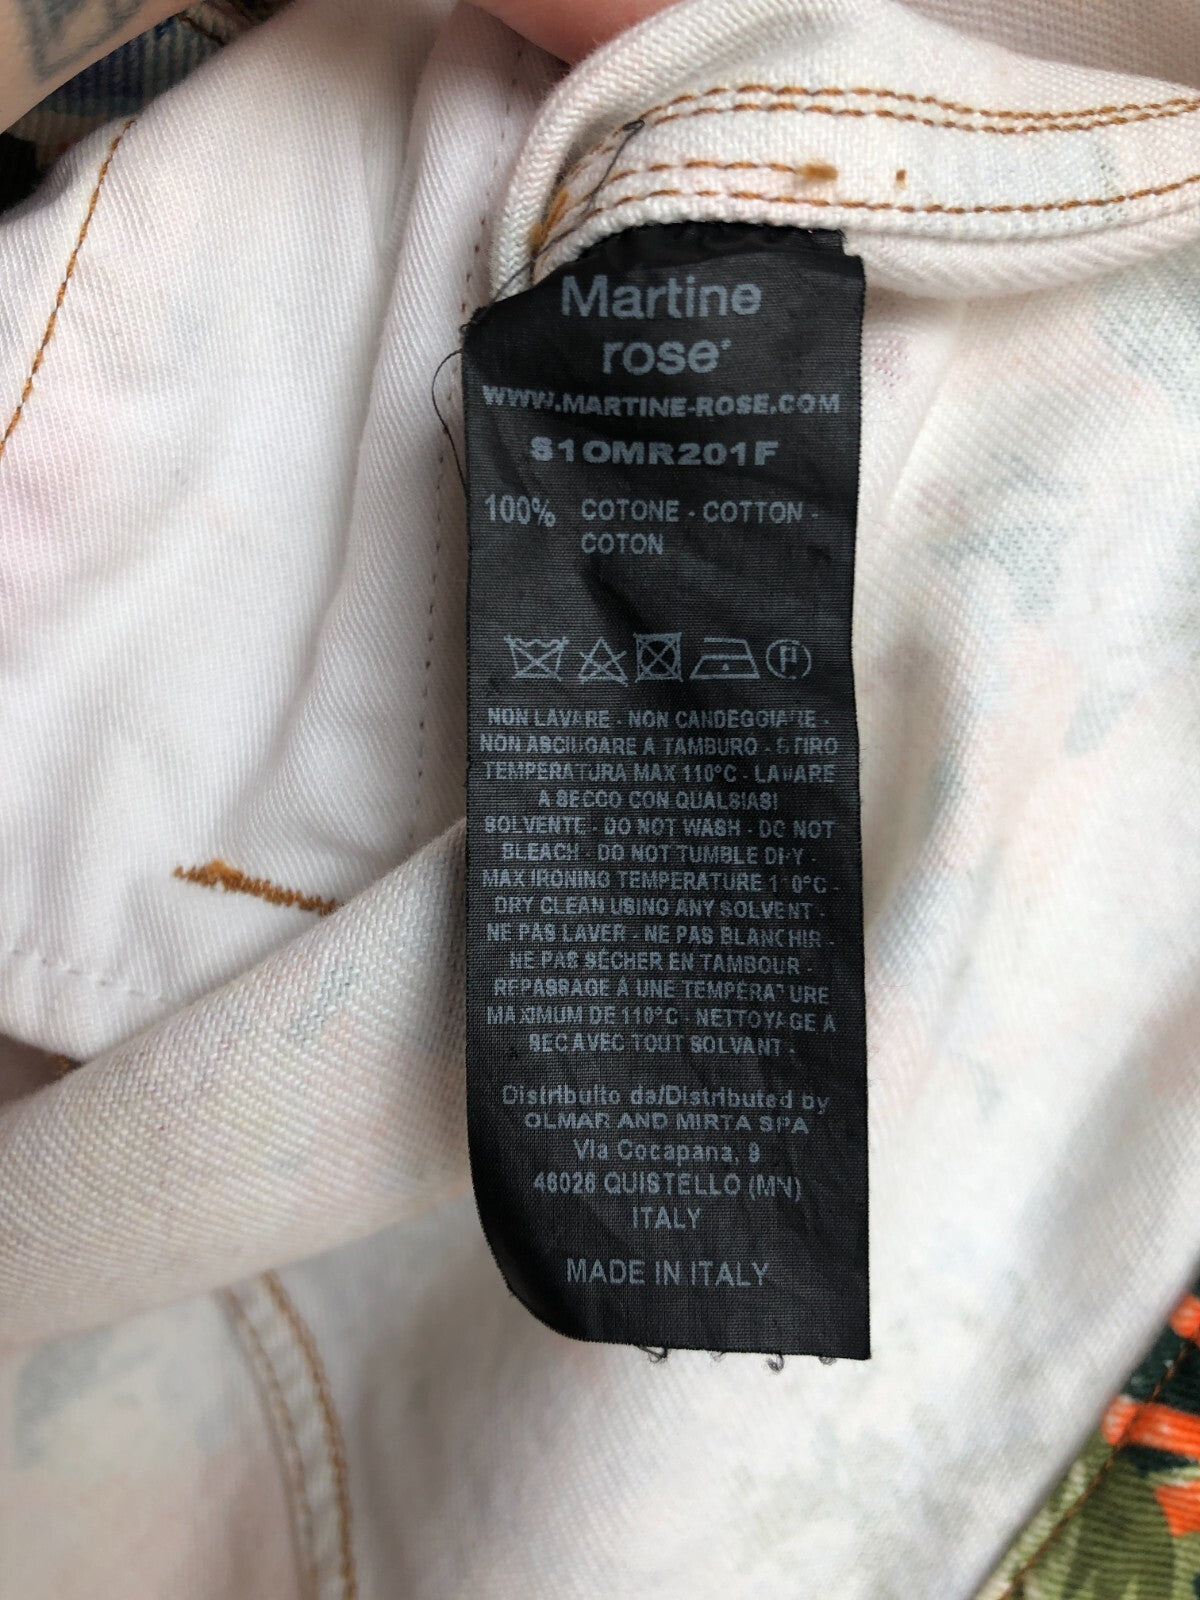 Martine
rose
WWW.MARTINE-ROSE.COM
S1OMR201F
100% COTONE - COTTON -
COTON
NON LAVARE - NON CANDEGGIARE -
NON ASCIUGARE A TAMBURO - STIRO
TEMPERATURA MAX 110°C - LAVARE
A SECCO CON QUALSIASI
SOLVENTE - DO NOT WASH - DO NOT
BLEACH - DO NOT TUMBLE DRY -
MAX IRONING TEMPERATURE 110°C -
DRY CLEAN USING ANY SOLVENT -
NE PAS LAVER - NE PAS BLANCHIR -
NE PAS SÉCHER EN TAMBOUR -
REPASSAGE À UNE TEMPERATURE
MAXIMUM DE 110°C - NETTOYAGE A
SEC AVEC TOUT SOLVANT -
Distribuito da/Distributed by
OLMAR AND MIRTA SPA
Via Cocapana, 9
46026 QUISTELLO (MN)
ITALY
MADE IN ITALY